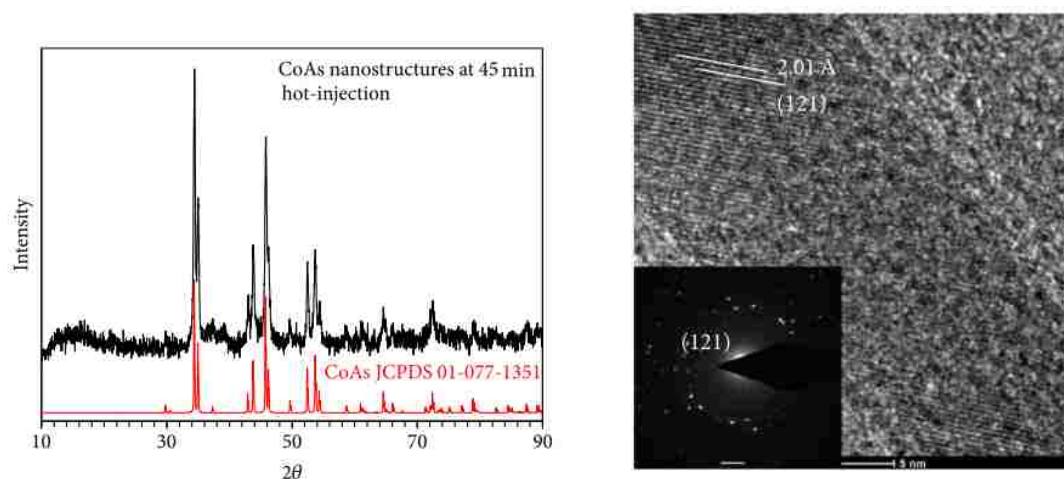 CoAs nanostructures at 45 min
hot-injection
Intensity
CoAs JCPDS 01-077-1351
10 30 50 70 90
2θ
2.01 Å
(121)
(121)
5 nm